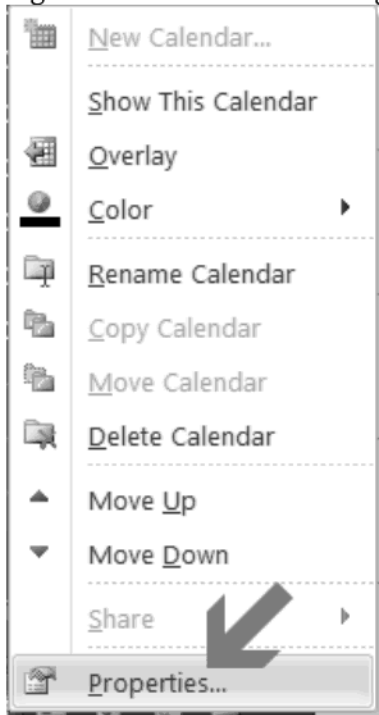 New Calendar...
Show This Calendar
Overlay
Color
Rename Calendar
Copy Calendar
Move Calendar
Delete Calendar
Move Up
Move Down
Share
Properties...